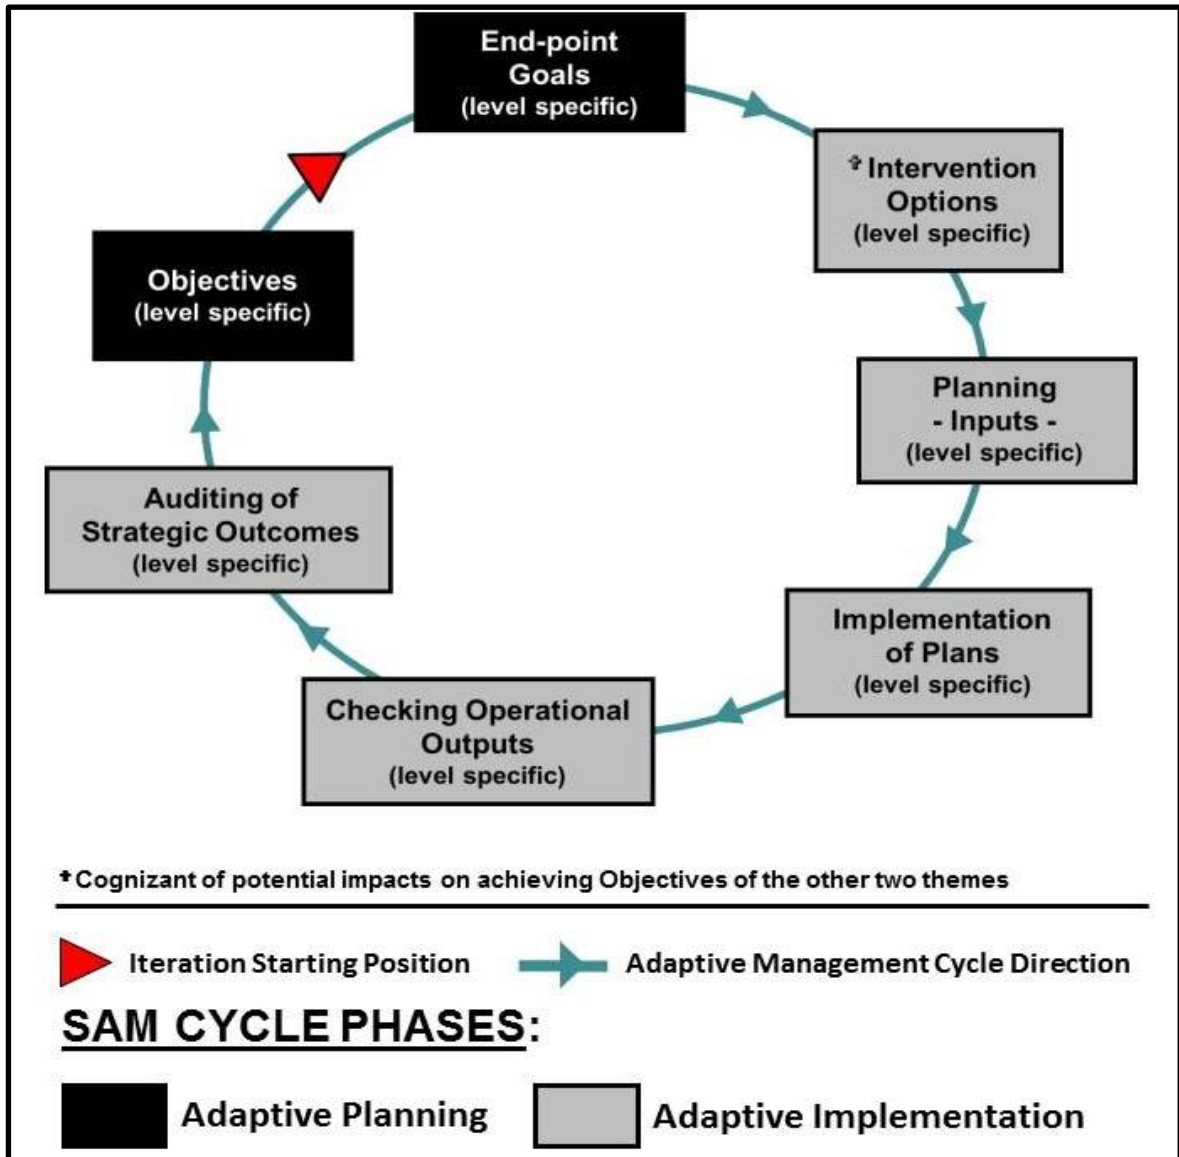 End-point
Goals
(level specific)
✞ Intervention
Options
(level specific)
Objectives
(level specific)
Planning
- Inputs -
(level specific)
Auditing of
Strategic Outcomes
(level specific)
Implementation
of Plans
(level specific)
Checking Operational
Outputs
(level specific)
✞ Cognizant of potential impacts on achieving Objectives of the other two themes
Iteration Starting Position
Adaptive Management Cycle Direction
SAM CYCLE PHASES:
Adaptive Planning
Adaptive Implementation